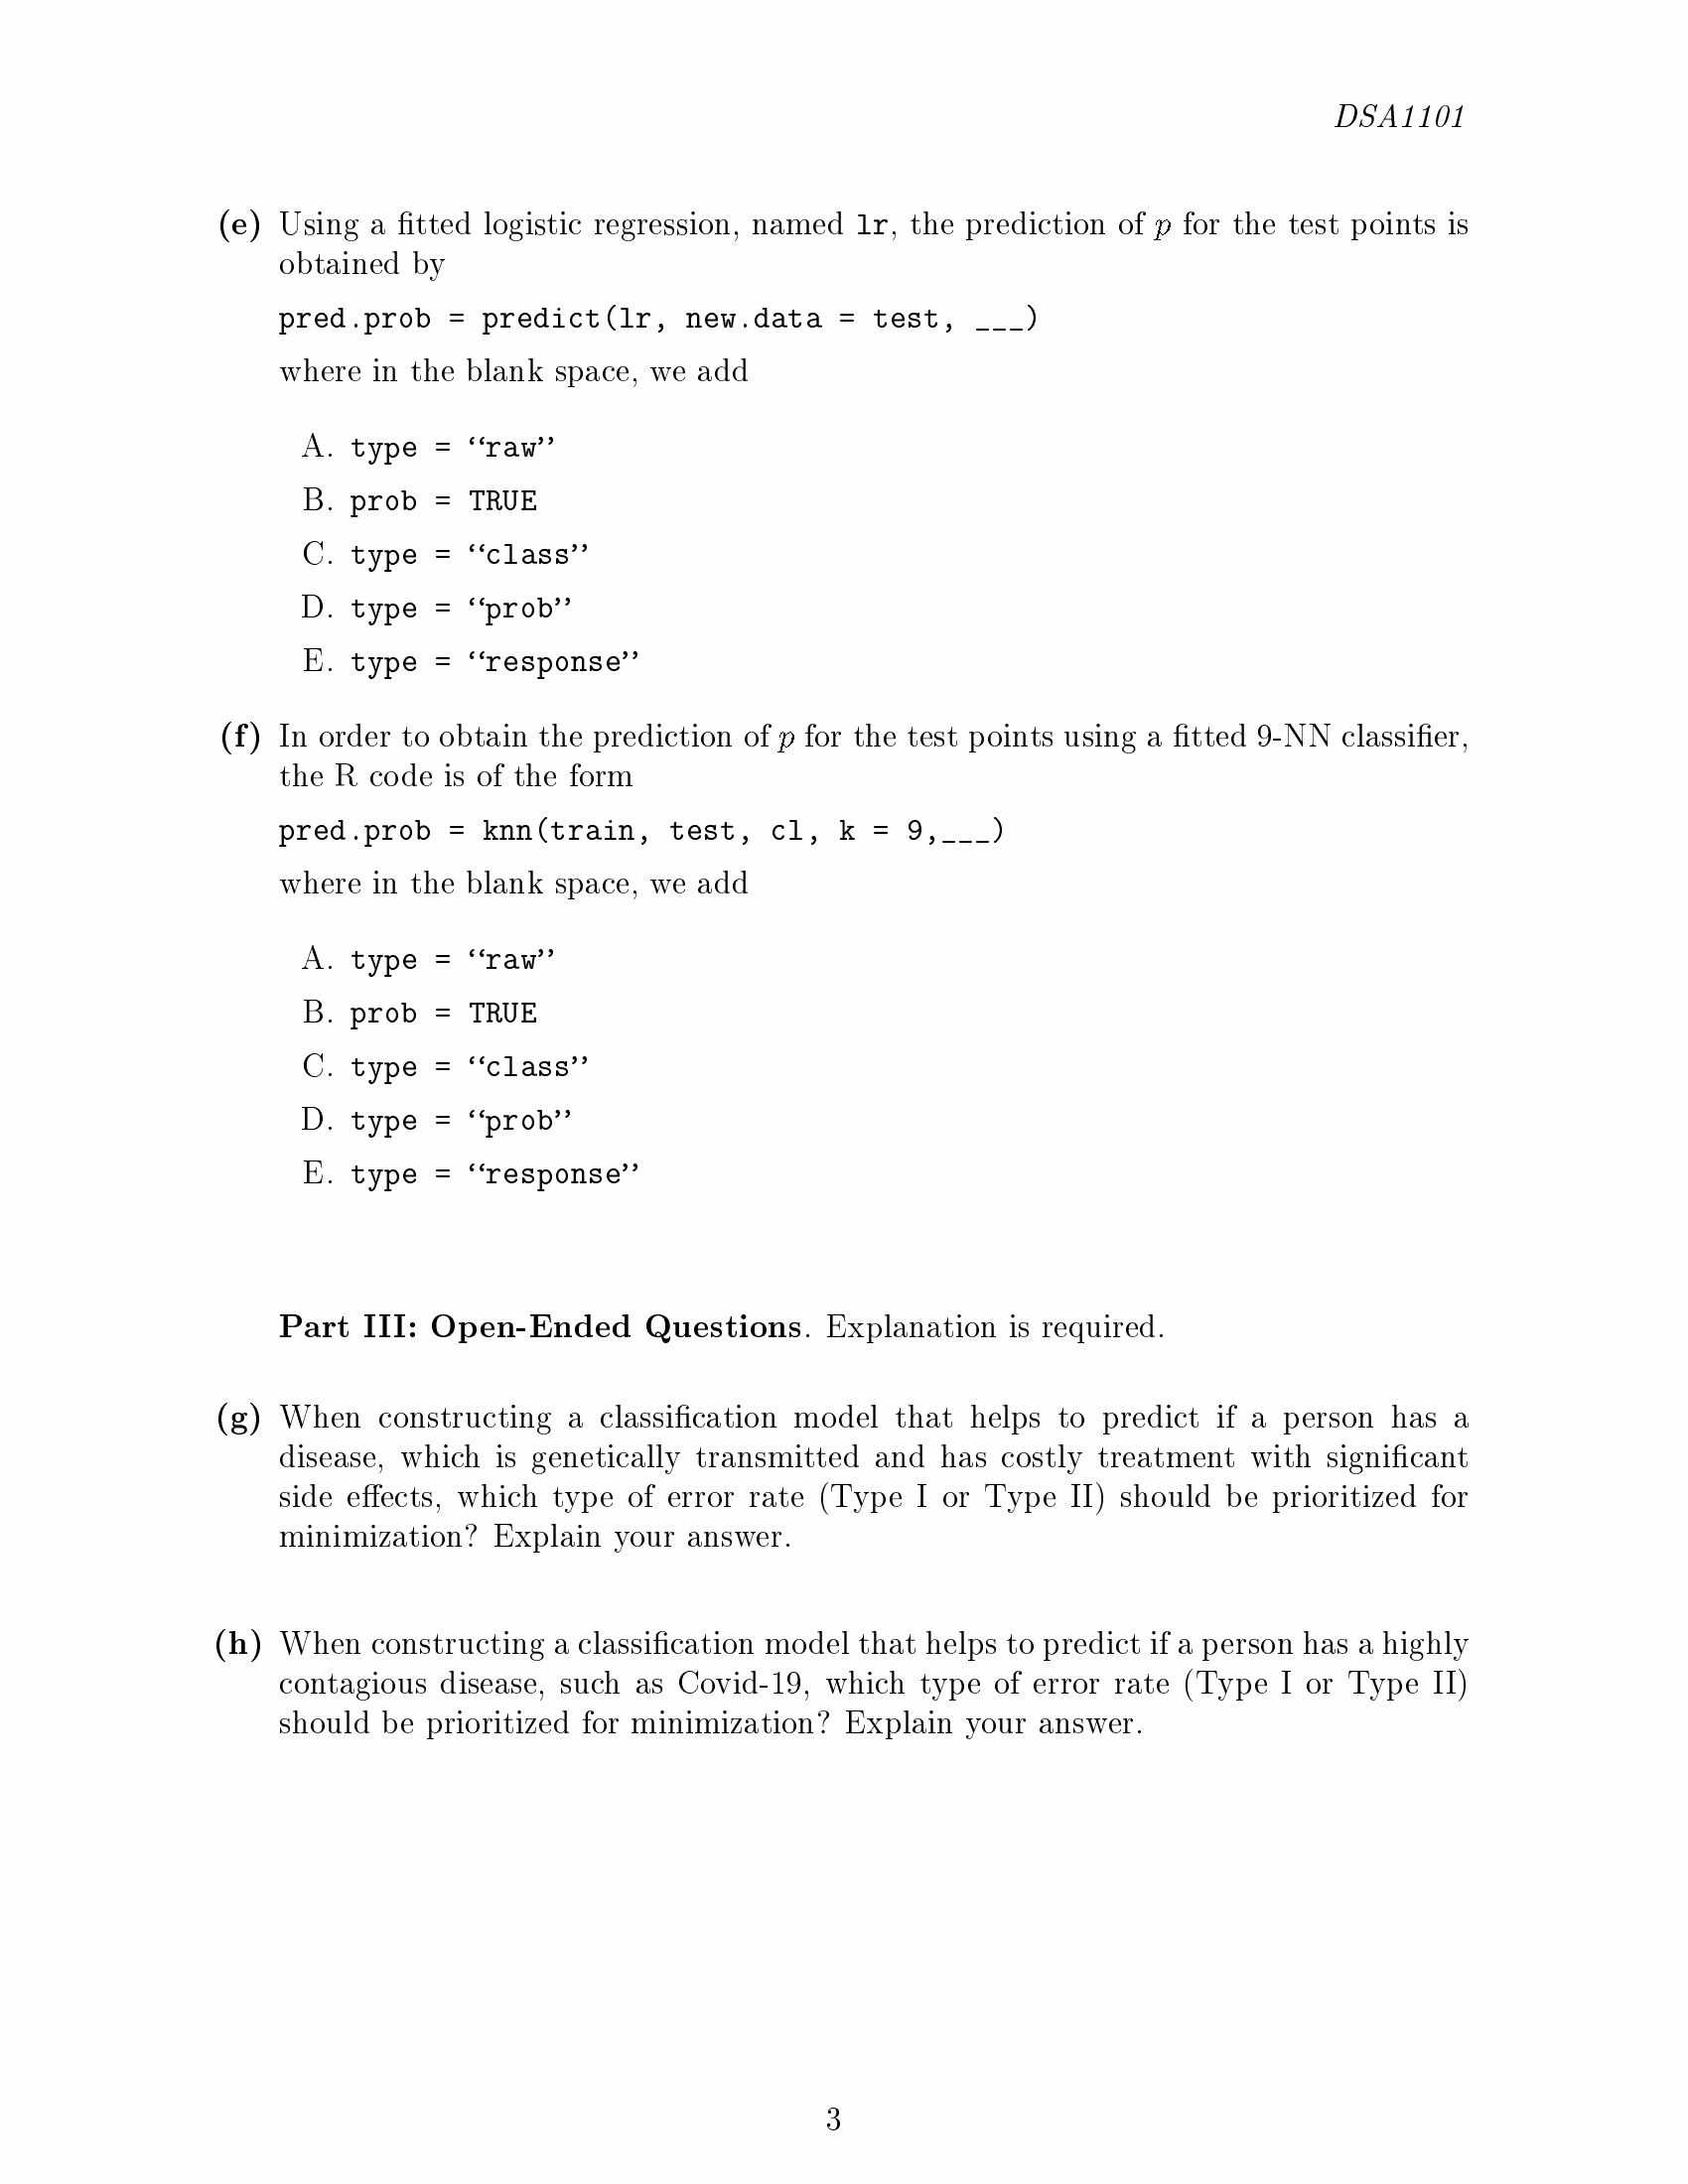 DSA1101
(e) Using a fitted logistic regression, named lr, the prediction of p for the test points is
obtained by
pred.prob = predict(lr, new.data = test, ___)
where in the blank space, we add
A. type = “raw”
B. prob = TRUE
C. type = “class”
D. type = “prob”
E. type = “response”
(f) In order to obtain the prediction of p for the test points using a fitted 9-NN classifier,
the R code is of the form
pred.prob = knn(train, test, cl, k = 9,___)
where in the blank space, we add
A. type = “raw”
B. prob = TRUE
C. type = “class”
D. type = “prob”
E. type = “response”
Part III: Open-Ended Questions. Explanation is required.
(g) When constructing a classification model that helps to predict if a person has a
disease, which is genetically transmitted and has costly treatment with significant
side effects, which type of error rate (Type I or Type II) should be prioritized for
minimization? Explain your answer.
(h) When constructing a classification model that helps to predict if a person has a highly
contagious disease, such as Covid-19, which type of error rate (Type I or Type II)
should be prioritized for minimization? Explain your answer.
3